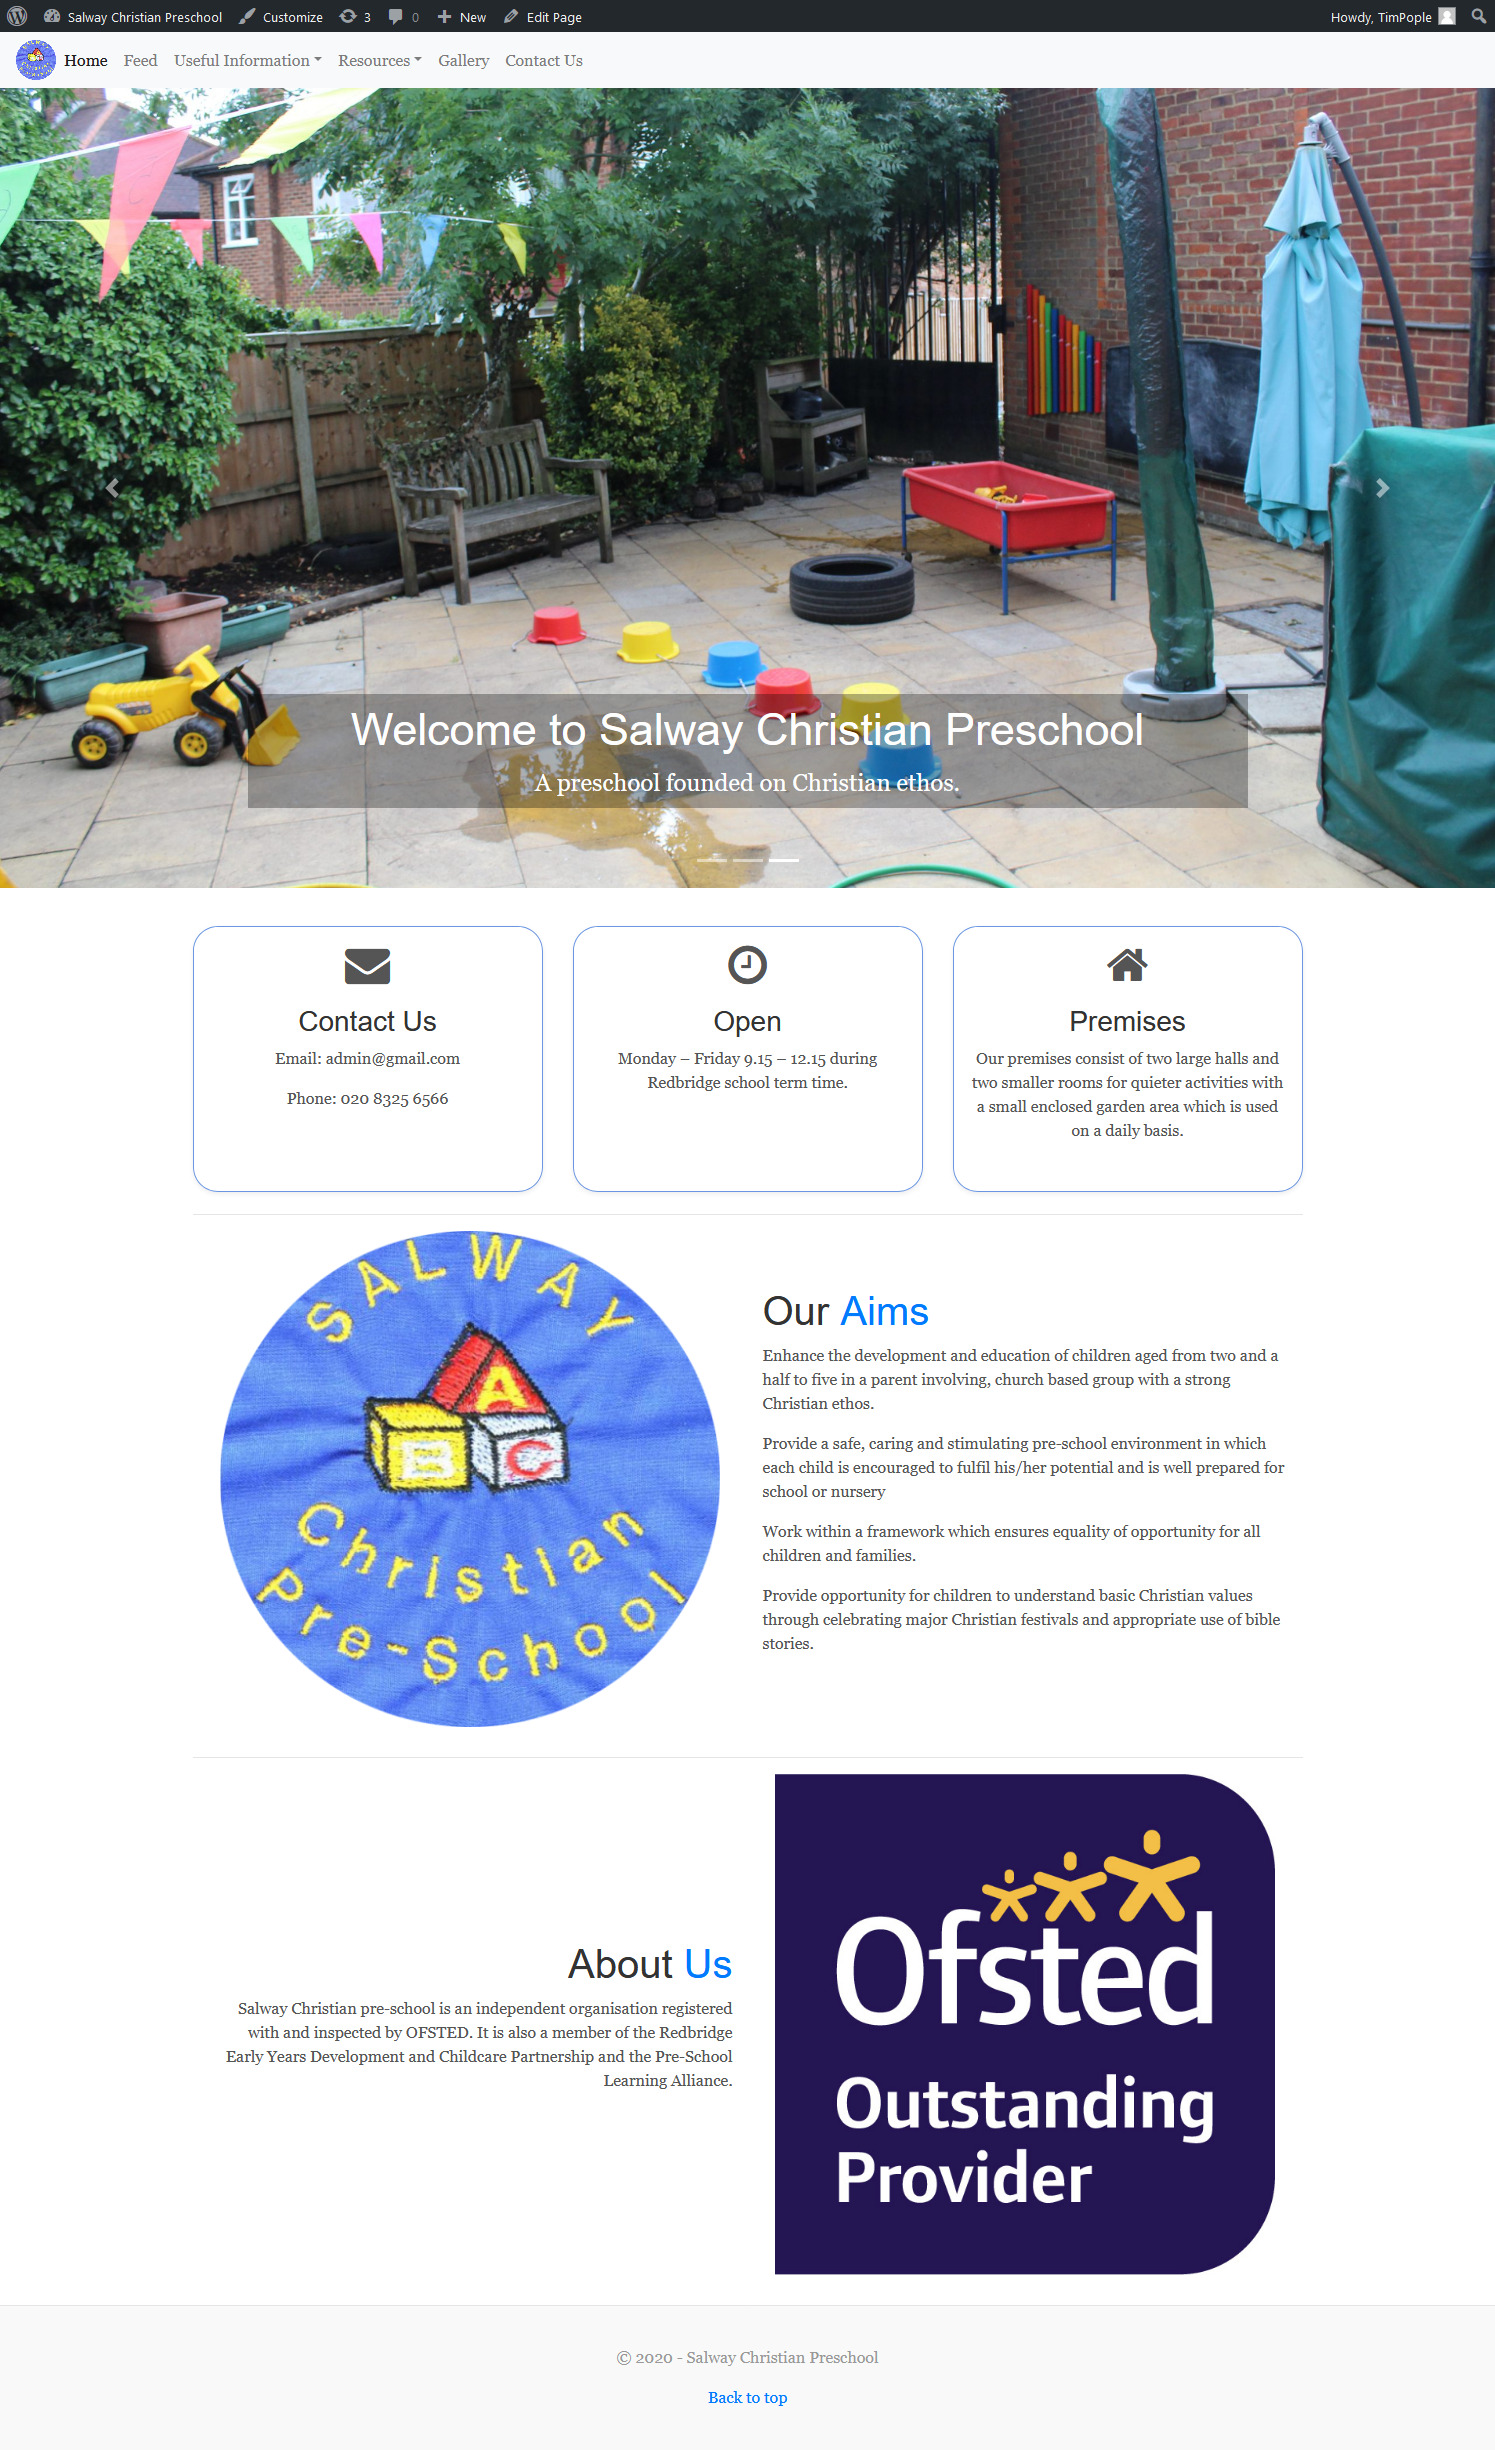 Salway Christian Preschool Customize 3 0 New Edit Page Howdy, TimPople
Home Feed Useful Information Resources Gallery Contact Us
Welcome to Salway Christian Preschool
A preschool founded on Christian ethos.
Contact Us
Email: admin@gmail.com
Phone: 020 8325 6566
Open
Monday – Friday 9.15 – 12.15 during
Redbridge school term time.
Premises
Our premises consist of two large halls and
two smaller rooms for quieter activities with
a small enclosed garden area which is used
on a daily basis.
SALWAY
A
B C
Christian
Pre-School
Our Aims
Enhance the development and education of children aged from two and a
half to five in a parent involving, church based group with a strong
Christian ethos.
Provide a safe, caring and stimulating pre-school environment in which
each child is encouraged to fulfil his/her potential and is well prepared for
school or nursery
Work within a framework which ensures equality of opportunity for all
children and families.
Provide opportunity for children to understand basic Christian values
through celebrating major Christian festivals and appropriate use of bible
stories.
About Us
Salway Christian pre-school is an independent organisation registered
with and inspected by OFSTED. It is also a member of the Redbridge
Early Years Development and Childcare Partnership and the Pre-School
Learning Alliance.
Ofsted
Outstanding
Provider
© 2020 - Salway Christian Preschool
Back to top